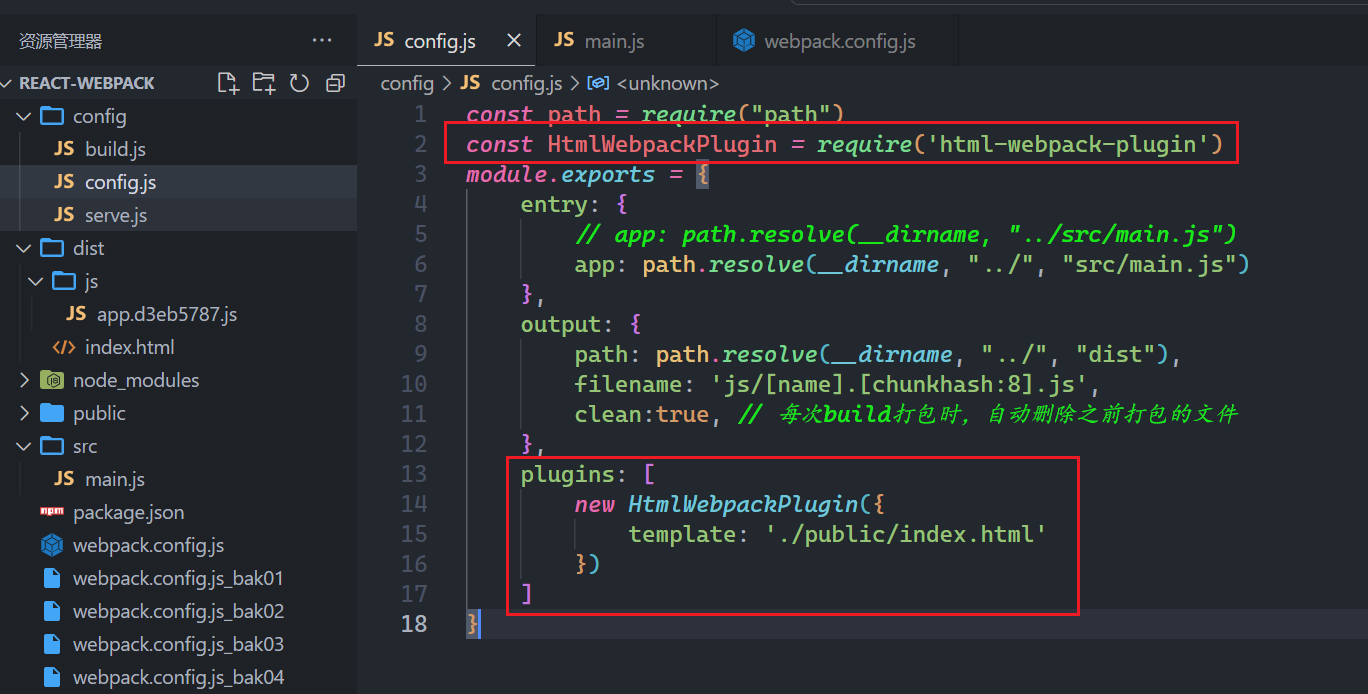 资源管理器 ...
REACT-WEBPACK
config
JS build.js
JS config.js
JS serve.js
dist
js
JS app.d3eb5787.js
</> index.html
node_modules
public
src
JS main.js
npm package.json
webpack.config.js
webpack.config.js_bak01
webpack.config.js_bak02
webpack.config.js_bak03
webpack.config.js_bak04
JS config.js × JS main.js webpack.config.js
config > JS config.js > <unknown>
1 const path = require("path")
2 const HtmlWebpackPlugin = require('html-webpack-plugin')
3 module.exports = {
4 entry: {
5 // app: path.resolve(__dirname, "../src/main.js")
6 app: path.resolve(__dirname, "../", "src/main.js")
7 },
8 output: {
9 path: path.resolve(__dirname, "../", "dist"),
10 filename: 'js/[name].[chunkhash:8].js',
11 clean:true, // 每次build打包时, 自动删除之前打包的文件
12 },
13 plugins: [
14 new HtmlWebpackPlugin({
15 template: './public/index.html'
16 })
17 ]
18 }